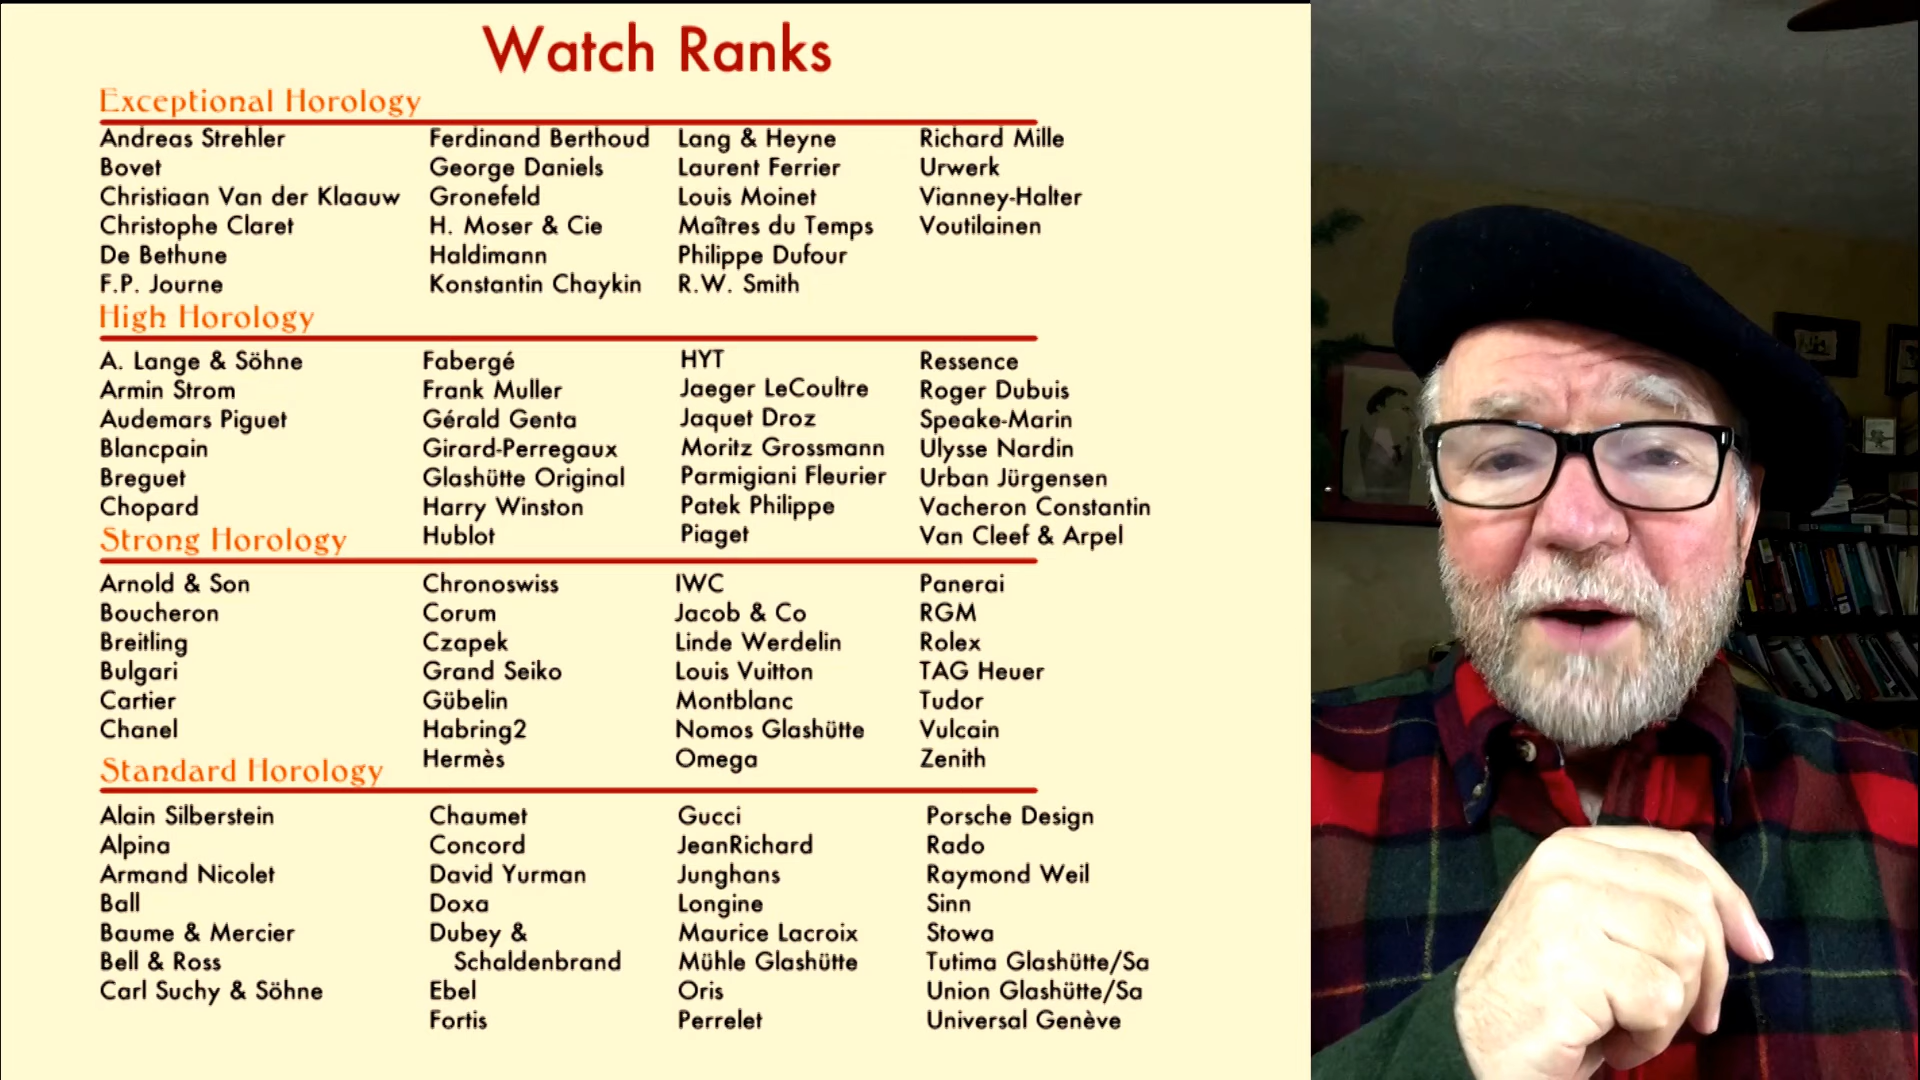 Watch Ranks
Exceptional Horology
Andreas Strehler
Bovet
Christiaan Van der Klaauw
Christophe Claret
De Bethune
F.P. Journe
Ferdinand Berthoud
George Daniels
Gronefeld
H. Moser & Cie
Haldimann
Konstantin Chaykin
Lang & Heyne
Laurent Ferrier
Louis Moinet
Maîtres du Temps
Philippe Dufour
R.W. Smith
Richard Mille
Urwerk
Vianney-Halter
Voutilainen
High Horology
A. Lange & Söhne
Armin Strom
Audemars Piguet
Blancpain
Breguet
Chopard
Fabergé
Frank Muller
Gérald Genta
Girard-Perregaux
Glashütte Original
Harry Winston
Hublot
HYT
Jaeger LeCoultre
Jaquet Droz
Moritz Grossmann
Parmigiani Fleurier
Patek Philippe
Piaget
Ressence
Roger Dubuis
Speake-Marin
Ulysse Nardin
Urban Jürgensen
Vacheron Constantin
Van Cleef & Arpel
Strong Horology
Arnold & Son
Boucheron
Breitling
Bulgari
Cartier
Chanel
Chronoswiss
Corum
Czapek
Grand Seiko
Gübelin
Habring2
Hermès
IWC
Jacob & Co
Linde Werdelin
Louis Vuitton
Montblanc
Nomos Glashütte
Omega
Panerai
RGM
Rolex
TAG Heuer
Tudor
Vulcain
Zenith
Standard Horology
Alain Silberstein
Alpina
Armand Nicolet
Ball
Baume & Mercier
Bell & Ross
Carl Suchy & Söhne
Chaumet
Concord
David Yurman
Doxa
Dubey &
Schaldenbrand
Ebel
Fortis
Gucci
JeanRichard
Junghans
Longine
Maurice Lacroix
Mühle Glashütte
Oris
Perrelet
Porsche Design
Rado
Raymond Weil
Sinn
Stowa
Tutima Glashütte/Sa
Union Glashütte/Sa
Universal Genève